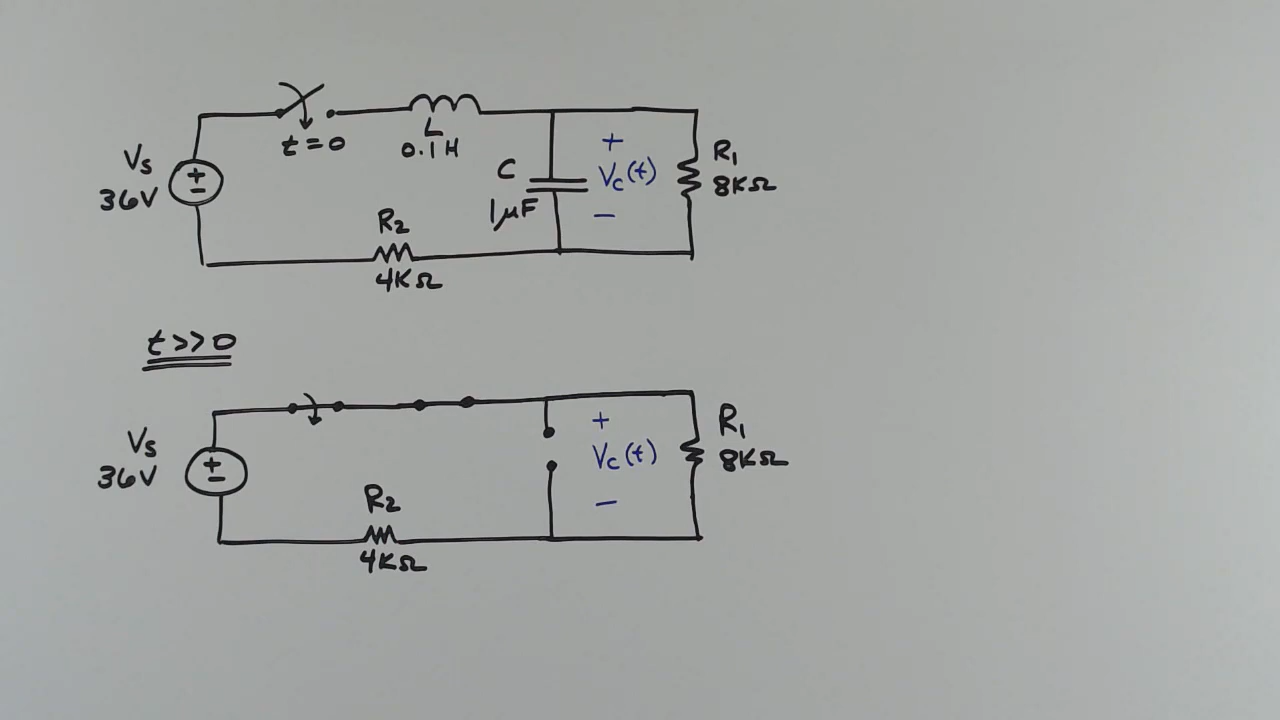 t=0
L
0.1H
Vs
36V
+
−
C
1μF
+
Vc(t)
−
R1
8KΩ
R2
4KΩ
t>>0
Vs
36V
+
−
+
Vc(t)
−
R1
8KΩ
R2
4KΩ